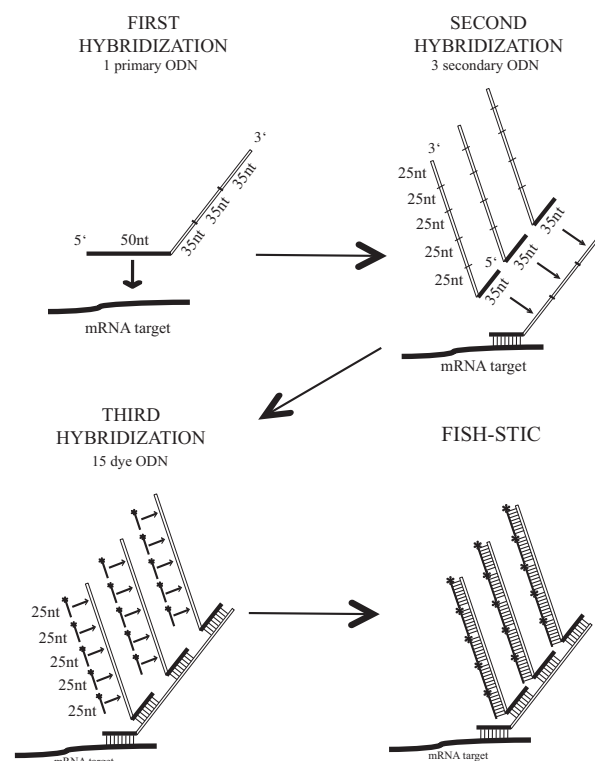 FIRST
HYBRIDIZATION
1 primary ODN
3‘
35nt
35nt
35nt
5‘
50nt
mRNA target
SECOND
HYBRIDIZATION
3 secondary ODN
3‘
25nt
25nt
25nt
25nt
25nt
5‘
35nt
35nt
35nt
mRNA target
THIRD
HYBRIDIZATION
15 dye ODN
25nt
25nt
25nt
25nt
25nt
mRNA target
FISH-STIC
mRNA target